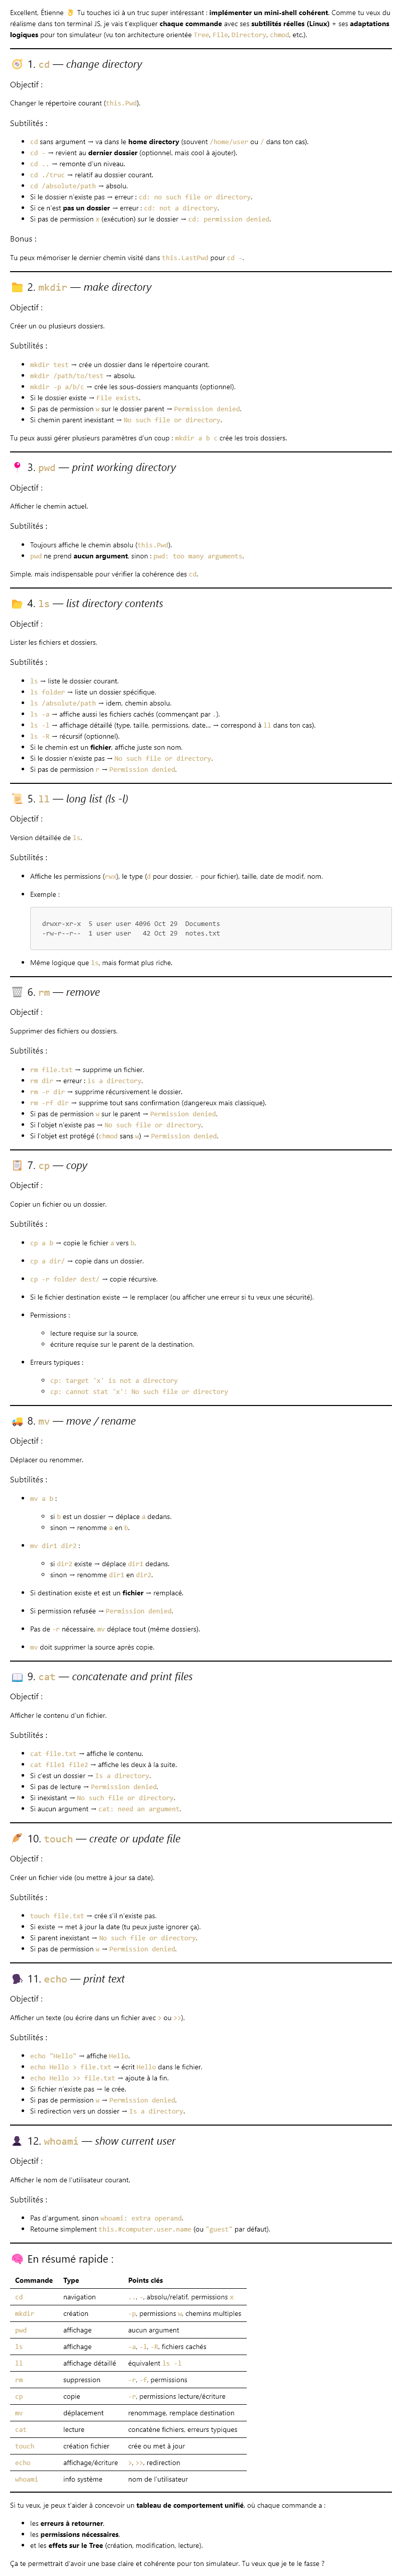 Excellent, Étienne 👌 Tu touches ici à un truc super intéressant : implémenter un mini-shell cohérent. Comme tu veux du
réalisme dans ton terminal JS, je vais t'expliquer chaque commande avec ses subtilités réelles (Linux) + ses adaptations
logiques pour ton simulateur (vu ton architecture orientée Tree, File, Directory, chmod, etc.).
🧭 1. cd — change directory
Objectif :
Changer le répertoire courant (this.Pwd).
Subtilités :
• cd sans argument → va dans le home directory (souvent /home/user ou / dans ton cas).
• cd - → revient au dernier dossier (optionnel, mais cool à ajouter).
• cd .. → remonte d'un niveau.
• cd ./truc → relatif au dossier courant.
• cd /absolute/path → absolu.
• Si le dossier n'existe pas → erreur : cd: no such file or directory.
• Si ce n'est pas un dossier → erreur : cd: not a directory.
• Si pas de permission x (exécution) sur le dossier → cd: permission denied.
Bonus :
Tu peux mémoriser le dernier chemin visité dans this.LastPwd pour cd -.
📁 2. mkdir — make directory
Objectif :
Créer un ou plusieurs dossiers.
Subtilités :
• mkdir test → crée un dossier dans le répertoire courant.
• mkdir /path/to/test → absolu.
• mkdir -p a/b/c → crée les sous-dossiers manquants (optionnel).
• Si le dossier existe → File exists.
• Si pas de permission w sur le dossier parent → Permission denied.
• Si chemin parent inexistant → No such file or directory.
Tu peux aussi gérer plusieurs paramètres d'un coup : mkdir a b c crée les trois dossiers.
📍 3. pwd — print working directory
Objectif :
Afficher le chemin actuel.
Subtilités :
• Toujours affiche le chemin absolu (this.Pwd).
• pwd ne prend aucun argument, sinon : pwd: too many arguments.
Simple, mais indispensable pour vérifier la cohérence des cd.
📂 4. ls — list directory contents
Objectif :
Lister les fichiers et dossiers.
Subtilités :
• ls → liste le dossier courant.
• ls folder → liste un dossier spécifique.
• ls /absolute/path → idem, chemin absolu.
• ls -a → affiche aussi les fichiers cachés (commençant par .).
• ls -l → affichage détaillé (type, taille, permissions, date... → correspond à ll dans ton cas).
• ls -R → récursif (optionnel).
• Si le chemin est un fichier, affiche juste son nom.
• Si le dossier n'existe pas → No such file or directory.
• Si pas de permission r → Permission denied.
📜 5. ll — long list (ls -l)
Objectif :
Version détaillée de ls.
Subtilités :
• Affiche les permissions (rwx), le type (d pour dossier, - pour fichier), taille, date de modif, nom.
• Exemple :
drwxr-xr-x 5 user user 4096 Oct 29 Documents
-rw-r--r-- 1 user user 42 Oct 29 notes.txt
• Même logique que ls, mais format plus riche.
🗑️ 6. rm — remove
Objectif :
Supprimer des fichiers ou dossiers.
Subtilités :
• rm file.txt → supprime un fichier.
• rm dir → erreur : is a directory.
• rm -r dir → supprime récursivement le dossier.
• rm -rf dir → supprime tout sans confirmation (dangereux mais classique).
• Si pas de permission w sur le parent → Permission denied.
• Si l'objet n'existe pas → No such file or directory.
• Si l'objet est protégé (chmod sans w) → Permission denied.
📋 7. cp — copy
Objectif :
Copier un fichier ou un dossier.
Subtilités :
• cp a b → copie le fichier a vers b.
• cp a dir/ → copie dans un dossier.
• cp -r folder dest/ → copie récursive.
• Si le fichier destination existe → le remplacer (ou afficher une erreur si tu veux une sécurité).
• Permissions :
◦ lecture requise sur la source.
◦ écriture requise sur le parent de la destination.
• Erreurs typiques :
◦ cp: target 'x' is not a directory
◦ cp: cannot stat 'x': No such file or directory
🚚 8. mv — move / rename
Objectif :
Déplacer ou renommer.
Subtilités :
• mv a b :
◦ si b est un dossier → déplace a dedans.
◦ sinon → renomme a en b.
• mv dir1 dir2 :
◦ si dir2 existe → déplace dir1 dedans.
◦ sinon → renomme dir1 en dir2.
• Si destination existe et est un fichier → remplacé.
• Si permission refusée → Permission denied.
• Pas de -r nécessaire, mv déplace tout (même dossiers).
• mv doit supprimer la source après copie.
📖 9. cat — concatenate and print files
Objectif :
Afficher le contenu d'un fichier.
Subtilités :
• cat file.txt → affiche le contenu.
• cat file1 file2 → affiche les deux à la suite.
• Si c'est un dossier → Is a directory.
• Si pas de lecture → Permission denied.
• Si inexistant → No such file or directory.
• Si aucun argument → cat: need an argument.
🪶 10. touch — create or update file
Objectif :
Créer un fichier vide (ou mettre à jour sa date).
Subtilités :
• touch file.txt → crée s'il n'existe pas.
• Si existe → met à jour la date (tu peux juste ignorer ça).
• Si parent inexistant → No such file or directory.
• Si pas de permission w → Permission denied.
🗣️ 11. echo — print text
Objectif :
Afficher un texte (ou écrire dans un fichier avec > ou >>).
Subtilités :
• echo "Hello" → affiche Hello.
• echo Hello > file.txt → écrit Hello dans le fichier.
• echo Hello >> file.txt → ajoute à la fin.
• Si fichier n'existe pas → le crée.
• Si pas de permission w → Permission denied.
• Si redirection vers un dossier → Is a directory.
👤 12. whoami — show current user
Objectif :
Afficher le nom de l'utilisateur courant.
Subtilités :
• Pas d'argument, sinon whoami: extra operand.
• Retourne simplement this.#computer.user.name (ou "guest" par défaut).
🧠 En résumé rapide :
Commande Type Points clés
cd navigation .., -, absolu/relatif, permissions x
mkdir création -p, permissions w, chemins multiples
pwd affichage aucun argument
ls affichage -a, -l, -R, fichiers cachés
ll affichage détaillé équivalent ls -l
rm suppression -r, -f, permissions
cp copie -r, permissions lecture/écriture
mv déplacement renommage, remplace destination
cat lecture concatène fichiers, erreurs typiques
touch création fichier crée ou met à jour
echo affichage/écriture >, >>, redirection
whoami info système nom de l'utilisateur
Si tu veux, je peux t'aider à concevoir un tableau de comportement unifié, où chaque commande a :
• les erreurs à retourner,
• les permissions nécessaires,
• et les effets sur le Tree (création, modification, lecture).
Ça te permettrait d'avoir une base claire et cohérente pour ton simulateur. Tu veux que je te le fasse ?